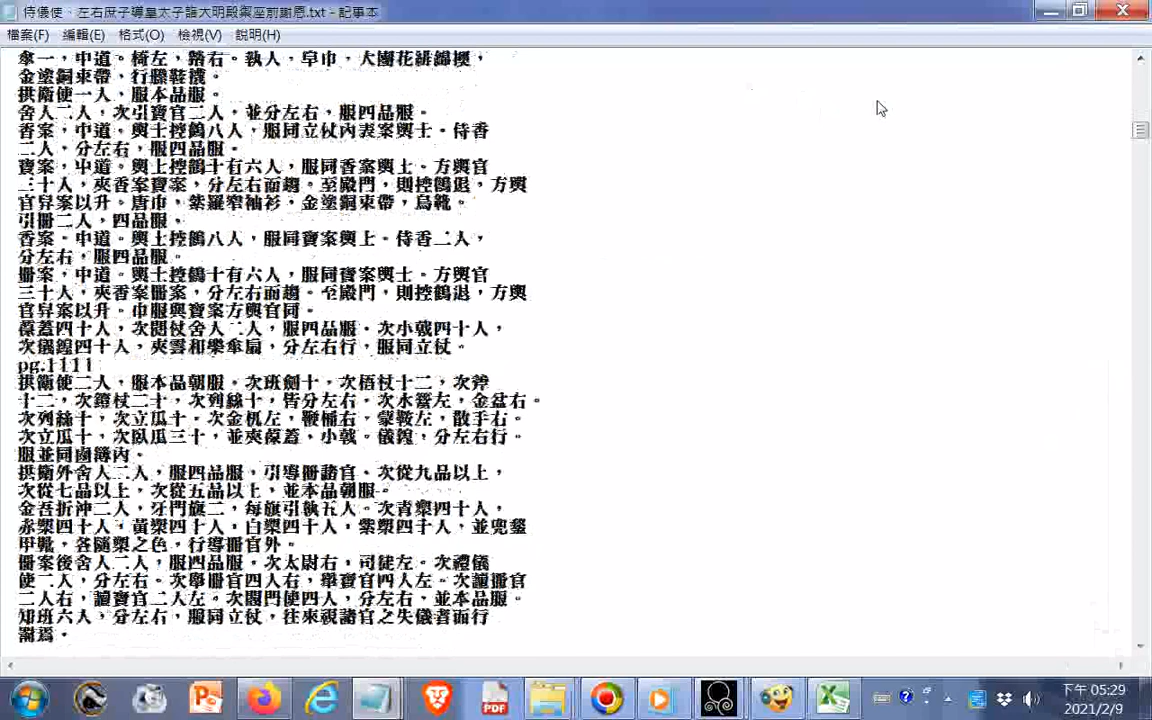 侍儀使、左右庶子導皇太子詣大明殿禦座前謝恩.txt - 記事本
檔案(F) 編輯(E) 格式(O) 檢視(V) 說明(H)
傘一，中道。椅左，踏右。執人，皁巾，大團花緋錦襖，
金塗銅束帶，行縢鞋襪。
拱衛使一人，服本品服。
舍人二人，次引寶官二人，並分左右，服四品服。
香案，中道。輿士控鶴八人，服同立仗內表案輿士。侍香
二人，分左右，服四品服。
寶案，中道。輿士控鶴十有六人，服同香案輿士。方輿官
三十人，夾香案寶案，分左右而趨。至殿門，則控鶴退，方輿
官舁案以升。唐巾，紫羅窄袖衫，金塗銅束帶，烏靴。
引冊二人，四品服。
香案，中道。輿士控鶴八人，服同寶案輿士。侍香二人，
分左右，服四品服。
冊案，中道。輿士控鶴十有六人，服同寶案輿士。方輿官
三十人，夾香案冊案，分左右而趨。至殿門，則控鶴退，方輿
官舁案以升。巾服與寶案方輿官同。
葆蓋四十人，次閱仗舍人二人，服四品服。次小戟四十人，
次儀鍠四十人，夾雲和樂傘扇，分左右行，服同立仗。
pg.1111
拱衛使二人，服本品朝服。次班劍十，次梧杖十二，次斧
十二，次鐙杖二十，次列絲十，皆分左右。次水罍左，金盆右。
次列絲十，次立瓜十。次金杌左，鞭桶右，蒙鞍左，散手右。
次立瓜十，次臥瓜三十，並夾葆蓋，小戟。儀鍠，分左右行。
服並同鹵簿內。
拱衛外舍人二人，服四品服，引導冊諸官。次從九品以上，
次從七品以上，次從五品以上，並本品朝服。
金吾折沖二人，牙門旗二，每旗引執五人。次青槊四十人，
赤槊四十人，黃槊四十人，白槊四十人，紫槊四十人，並兜鍪
甲靴，各隨槊之色，行導冊官外。
冊案後舍人二人，服四品服。次太尉右，司徒左。次禮儀
使二人，分左右。次舉冊官四人右，舉寶官四人左。次讀冊官
二人右，讀寶官二人左。次閤門使四人，分左右，並本品服。
知班六人，分左右，服同立仗，往來視諸官之失儀者而行
罰焉。
下午 05:29
2021/2/9